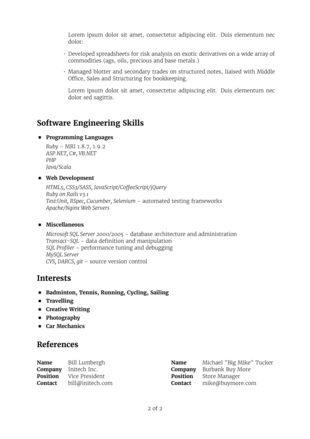 Lorem ipsum dolor sit amet, consectetur adipiscing elit. Duis elementum nec
dolor:
· Developed spreadsheets for risk analysis on exotic derivatives on a wide array of
commodities (ags, oils, precious and base metals.)
· Managed blotter and secondary trades on structured notes, liaised with Middle
Office, Sales and Structuring for bookkeeping.
Lorem ipsum dolor sit amet, consectetur adipiscing elit. Duis elementum nec
dolor sed sagittis.
Software Engineering Skills
• Programming Languages
Ruby – MRI 1.8.7, 1.9.2
ASP.NET, C#, VB.NET
PHP
Java/Scala
• Web Development
HTML5, CSS3/SASS, JavaScript/CoffeeScript/jQuery
Ruby on Rails v3.1
Test:Unit, RSpec, Cucumber, Selenium – automated testing frameworks
Apache/Nginx Web Servers
• Miscellaneous
Microsoft SQL Server 2000/2005 – database architecture and administration
Transact-SQL – data definition and manipulation
SQL Profiler – performance tuning and debugging
MySQL Server
CVS, DARCS, git – source version control
Interests
• Badminton, Tennis, Running, Cycling, Sailing
• Travelling
• Creative Writing
• Photography
• Car Mechanics
References
Name Bill Lumbergh
Company Initech Inc.
Position Vice President
Contact bill@initech.com
Name Michael "Big Mike" Tucker
Company Burbank Buy More
Position Store Manager
Contact mike@buymore.com
2 of 2